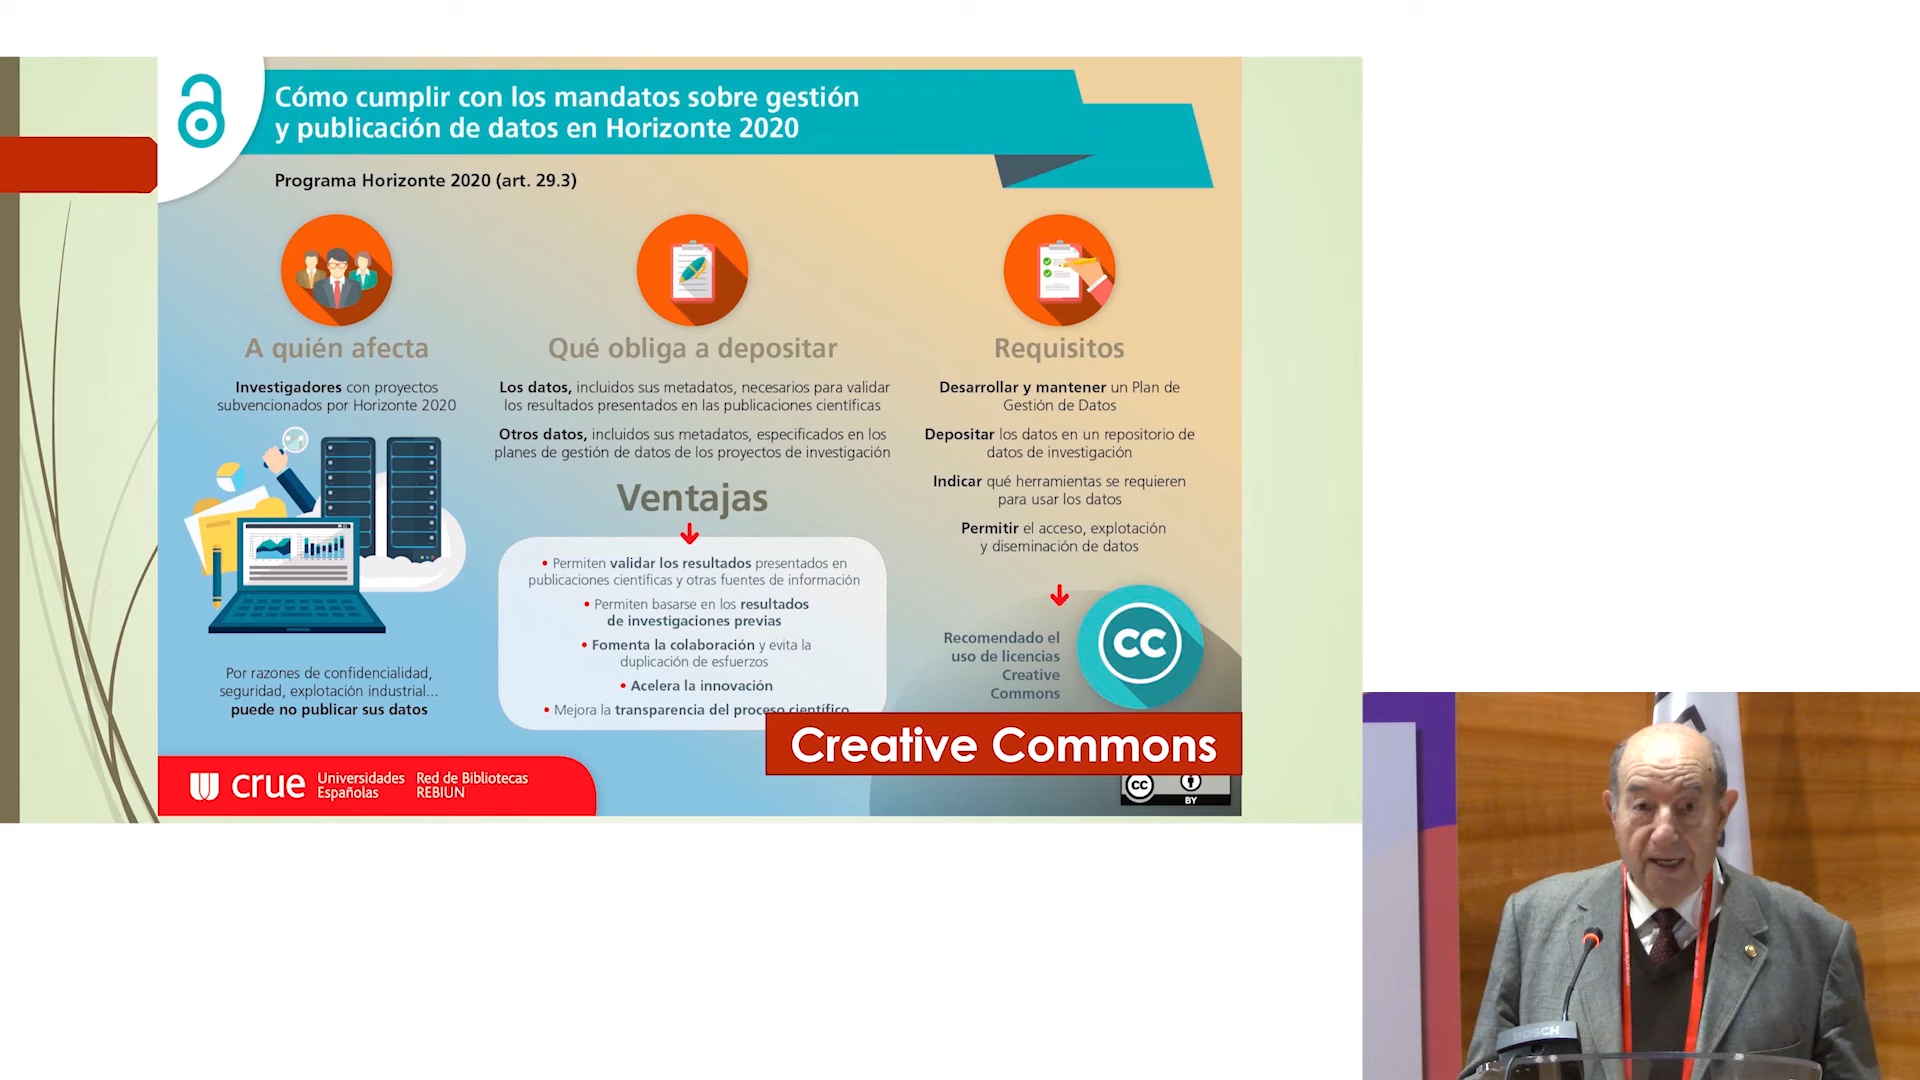 Cómo cumplir con los mandatos sobre gestión
y publicación de datos en Horizonte 2020
Programa Horizonte 2020 (art. 29.3)
A quién afecta
Investigadores con proyectos
subvencionados por Horizonte 2020
Por razones de confidencialidad,
seguridad, explotación industrial...
puede no publicar sus datos
Qué obliga a depositar
Los datos, incluidos sus metadatos, necesarios para validar
los resultados presentados en las publicaciones científicas
Otros datos, incluidos sus metadatos, especificados en los
planes de gestión de datos de los proyectos de investigación
Ventajas
• Permiten validar los resultados presentados en
publicaciones científicas y otras fuentes de información
• Permiten basarse en los resultados
de investigaciones previas
• Fomenta la colaboración y evita la
duplicación de esfuerzos
• Acelera la innovación
• Mejora la transparencia del proceso científico
Requisitos
Desarrollar y mantener un Plan de
Gestión de Datos
Depositar los datos en un repositorio de
datos de investigación
Indicar qué herramientas se requieren
para usar los datos
Permitir el acceso, explotación
y diseminación de datos
Recomendado el
uso de licencias
Creative
Commons
cc
Creative Commons
crue
Universidades
Españolas
Red de Bibliotecas
REBIUN
cc
BY
BOSCH